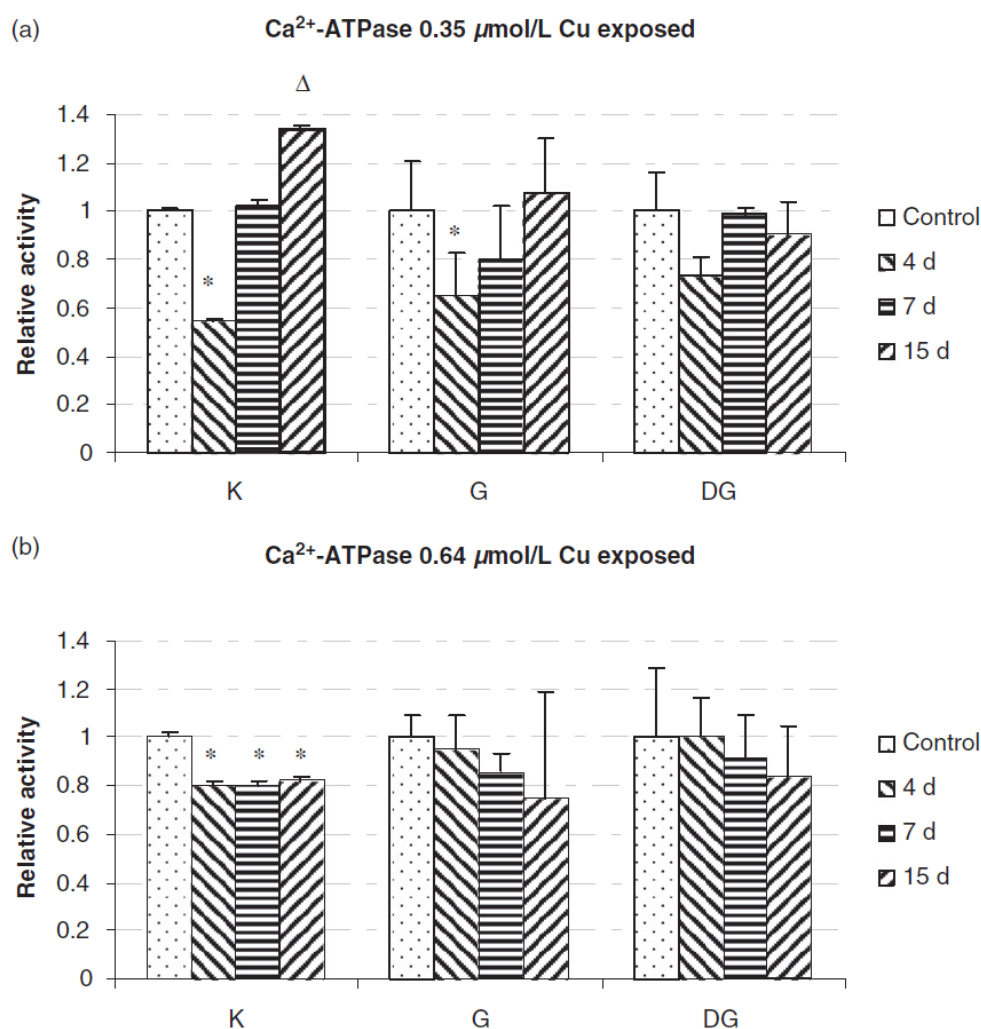 (a)
Ca²⁺-ATPase 0.35 μmol/L Cu exposed
Δ
1.4
1.2
1
0.8
0.6
0.4
0.2
0
Relative activity
*
*
K
G
DG
Control
4 d
7 d
15 d
(b)
Ca²⁺-ATPase 0.64 μmol/L Cu exposed
1.4
1.2
1
0.8
0.6
0.4
0.2
0
Relative activity
* * *
K
G
DG
Control
4 d
7 d
15 d